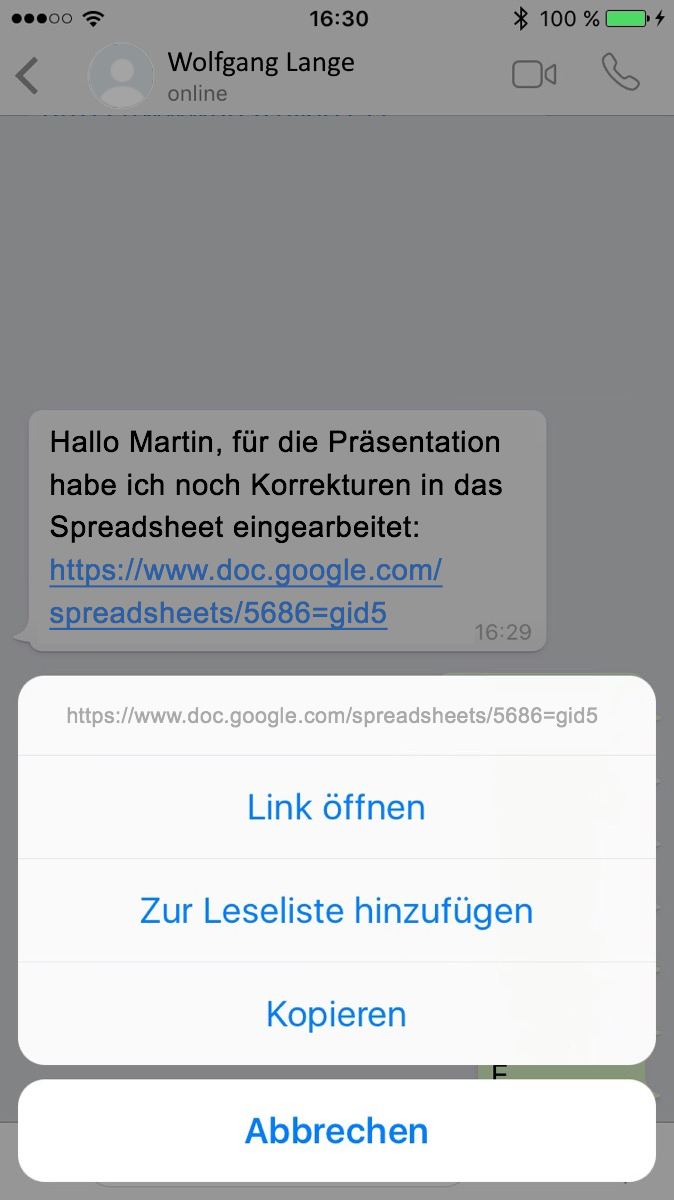 16:30
100 %
Wolfgang Lange
online
Hallo Martin, für die Präsentation
habe ich noch Korrekturen in das
Spreadsheet eingearbeitet:
https://www.doc.google.com/
spreadsheets/5686=gid5
16:29
https://www.doc.google.com/spreadsheets/5686=gid5
Link öffnen
Zur Leseliste hinzufügen
Kopieren
Abbrechen